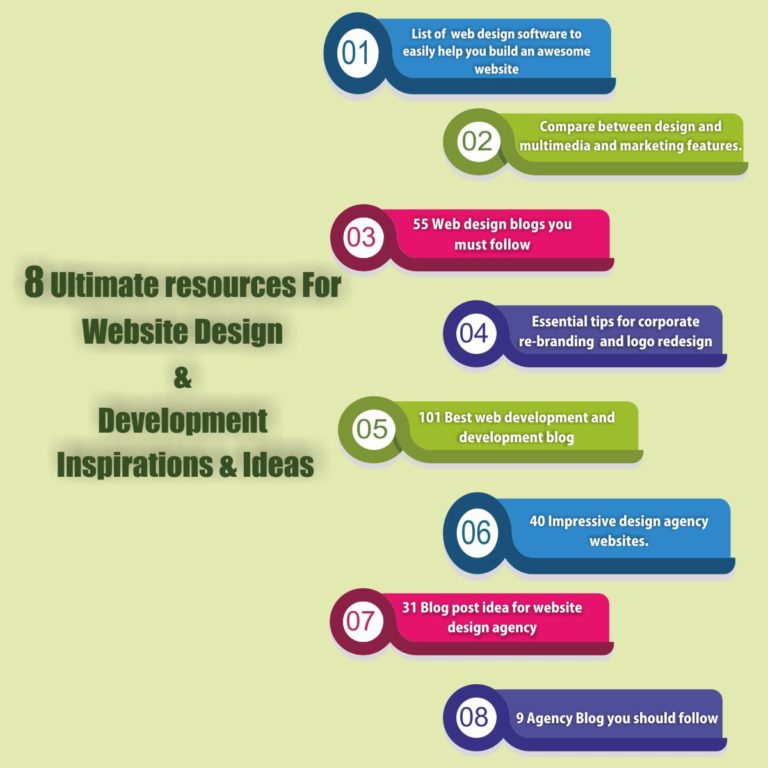 8 Ultimate resources For
Website Design
&
Development
Inspirations & Ideas
01
List of web design software to
easily help you build an awesome
website
02
Compare between design and
multimedia and marketing features.
03
55 Web design blogs you
must follow
04
Essential tips for corporate
re-branding and logo redesign
05
101 Best web development and
development blog
06
40 Impressive design agency
websites.
07
31 Blog post idea for website
design agency
08
9 Agency Blog you should follow